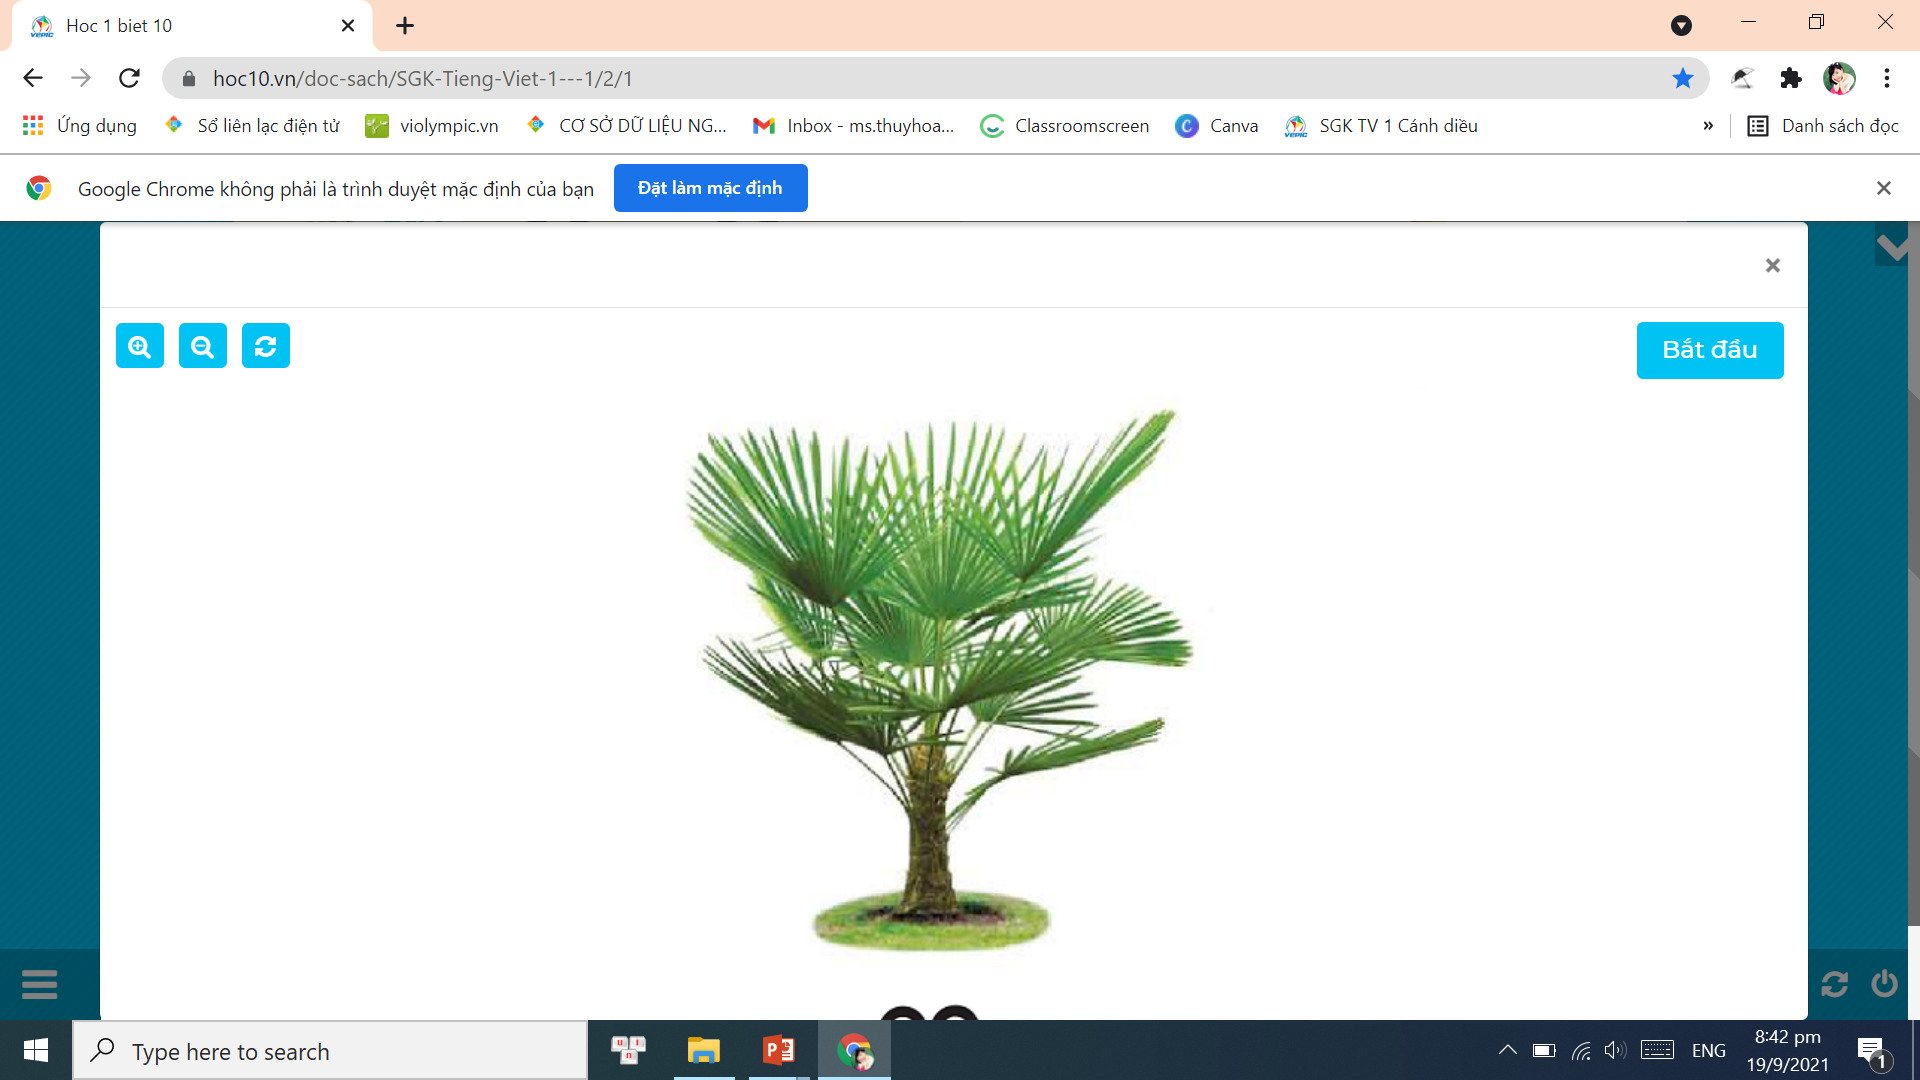 Hoc 1 biet 10
hoc10.vn/doc-sach/SGK-Tieng-Viet-1---1/2/1
Ứng dụng Sổ liên lạc điện tử violympic.vn CƠ SỞ DỮ LIỆU NG... Inbox - ms.thuyhoa... Classroomscreen Canva SGK TV 1 Cánh diều » Danh sách đọc
Google Chrome không phải là trình duyệt mặc định của bạn Đặt làm mặc định
Bắt đầu
Type here to search
ENG
8:42 pm
19/9/2021
1